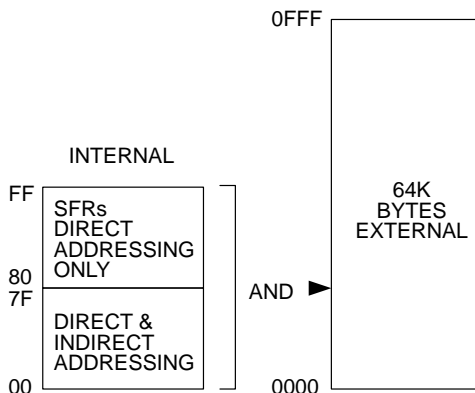 0FFF
INTERNAL
FF
SFRs
DIRECT
ADDRESSING
ONLY
80
7F
DIRECT &
INDIRECT
ADDRESSING
00
AND
64K
BYTES
EXTERNAL
0000